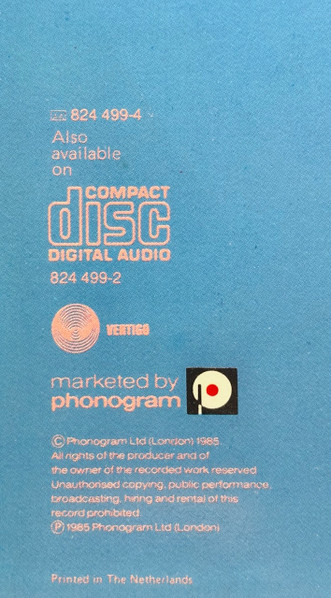 824 499-4
Also
available
on
COMPACT
disc
DIGITAL AUDIO
824 499-2
VERTIGO
marketed by
phonogram
© Phonogram Ltd (London) 1985.
All rights of the producer and of
the owner of the recorded work reserved
Unauthorised copying, public performance,
broadcasting, hiring and rental of this
record prohibited.
℗ 1985 Phonogram Ltd (London)
Printed in The Netherlands